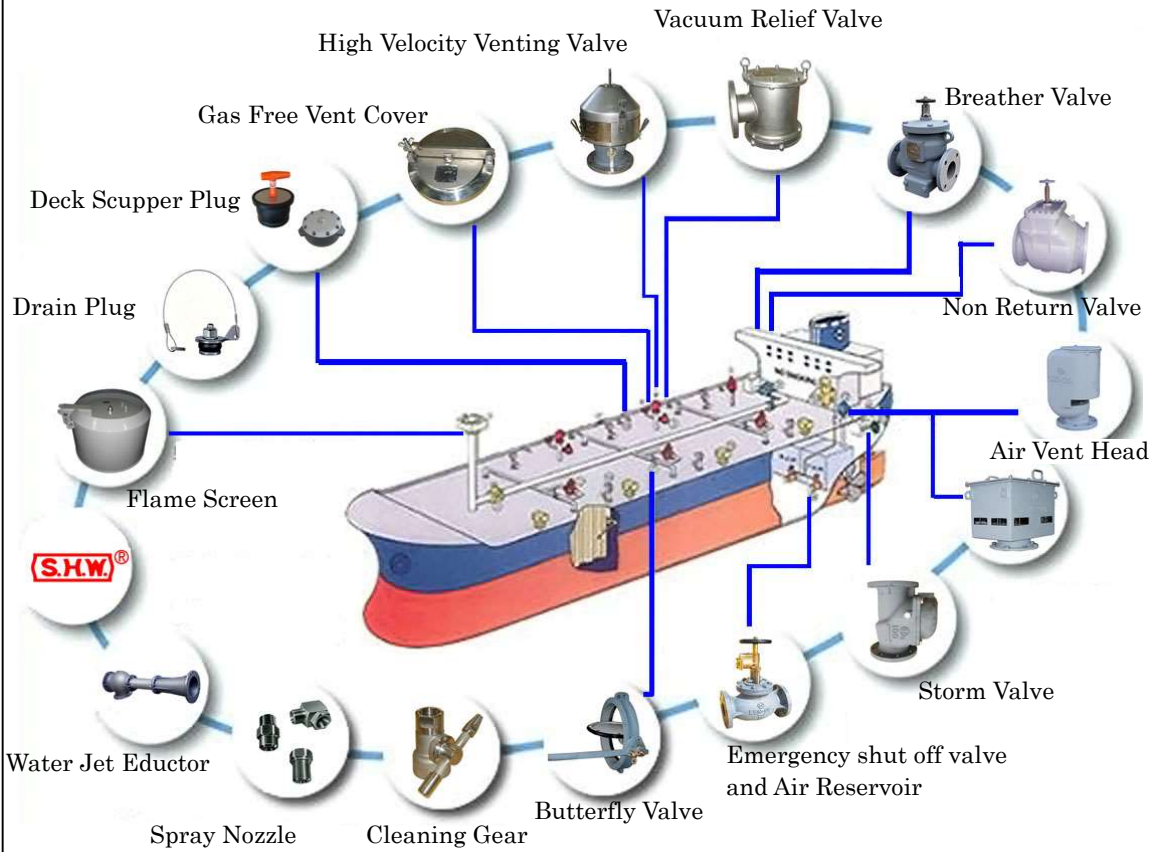 Vacuum Relief Valve
High Velocity Venting Valve
Breather Valve
Gas Free Vent Cover
Deck Scupper Plug
Drain Plug
Non Return Valve
Air Vent Head
Flame Screen
S.H.W.®
Storm Valve
Water Jet Eductor
Emergency shut off valve
and Air Reservoir
Butterfly Valve
Spray Nozzle
Cleaning Gear
NO SMOKING